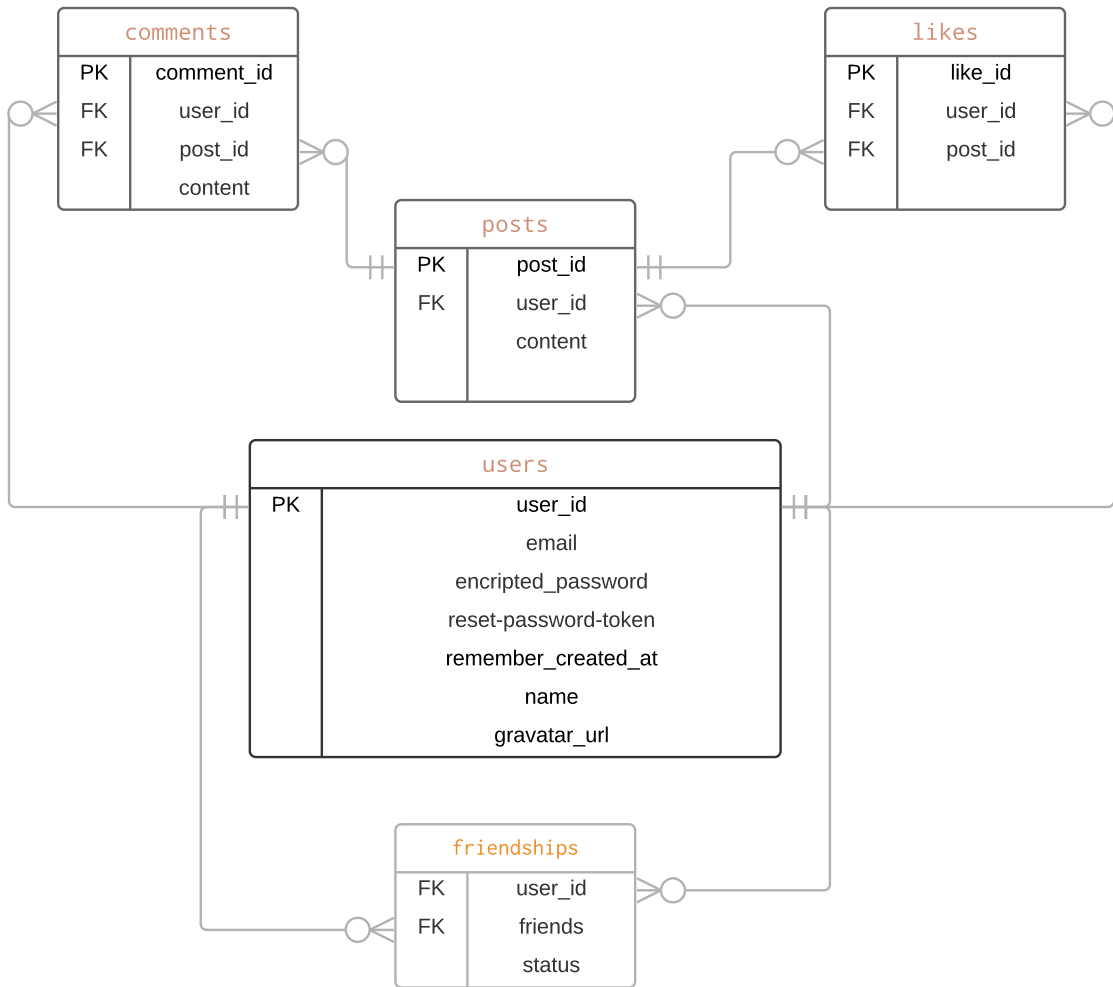 comments
PK comment_id
FK user_id
FK post_id
content
likes
PK like_id
FK user_id
FK post_id
posts
PK post_id
FK user_id
content
users
PK user_id
email
encripted_password
reset-password-token
remember_created_at
name
gravatar_url
friendships
FK user_id
FK friends
status